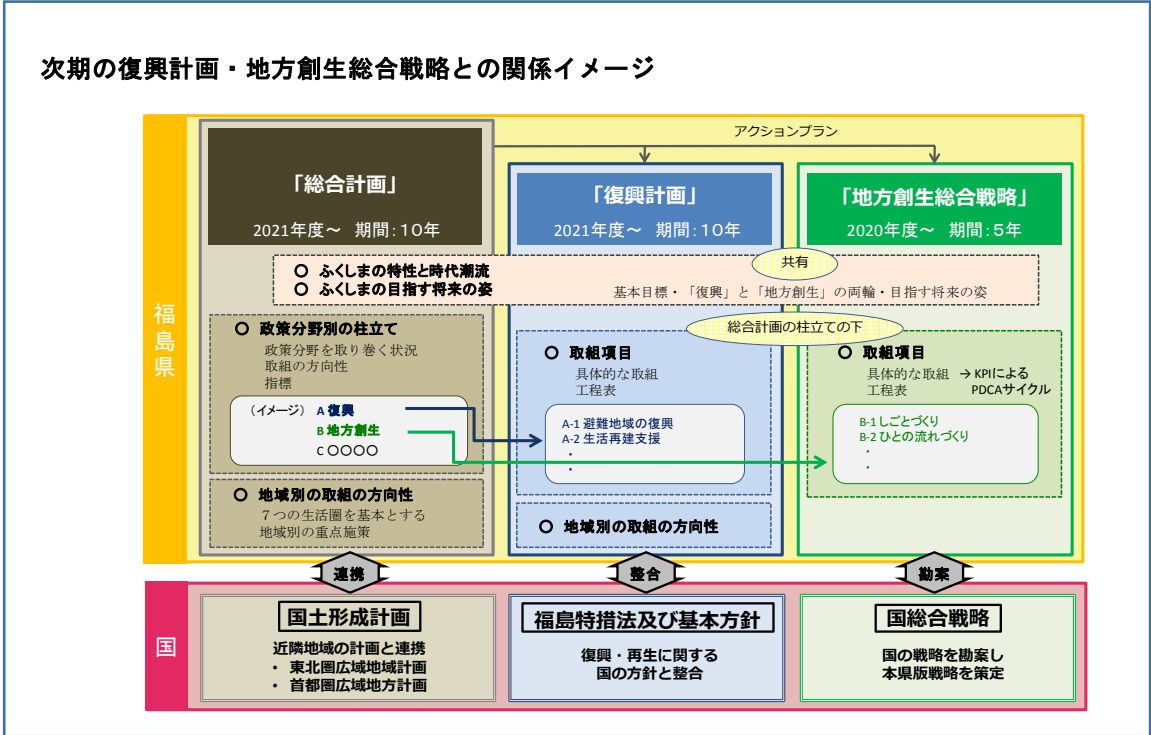 次期の復興計画・地方創生総合戦略との関係イメージ
アクションプラン
福島県
「総合計画」
2021年度～ 期間：１０年
「復興計画」
2021年度～ 期間：１０年
「地方創生総合戦略」
2020年度～ 期間：５年
共有
○ ふくしまの特性と時代潮流
○ ふくしまの目指す将来の姿
基本目標・「復興」と「地方創生」の両輪・目指す将来の姿
総合計画の柱立ての下
○ 政策分野別の柱立て
政策分野を取り巻く状況
取組の方向性
指標
（イメージ） A 復興
B 地方創生
C 〇〇〇〇
○ 地域別の取組の方向性
７つの生活圏を基本とする
地域別の重点施策
○ 取組項目
具体的な取組
工程表
A-1 避難地域の復興
A-2 生活再建支援
・
・
○ 地域別の取組の方向性
○ 取組項目
具体的な取組 → KPIによる
工程表 PDCAサイクル
B-1 しごとづくり
B-2 ひとの流れづくり
・
・
連携
整合
勘案
国
国土形成計画
近隣地域の計画と連携
・ 東北圏広域地域計画
・ 首都圏広域地方計画
福島特措法及び基本方針
復興・再生に関する
国の方針と整合
国総合戦略
国の戦略を勘案し
本県版戦略を策定